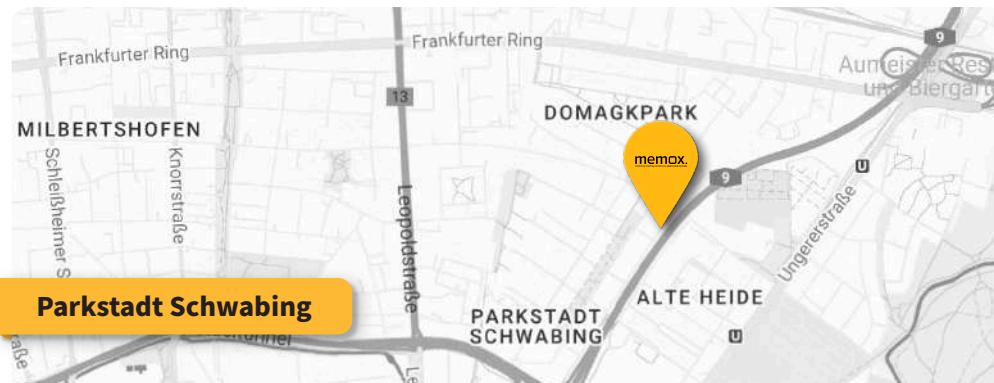 9
Frankfurter Ring
Frankfurter Ring
13
DOMAGKPARK
MILBERTSHOFEN
memox.
9
U
Knorrstraße
Leopoldstraße
Ungererstraße
Parkstadt Schwabing
ALTE HEIDE
PARKSTADT
SCHWABING
U